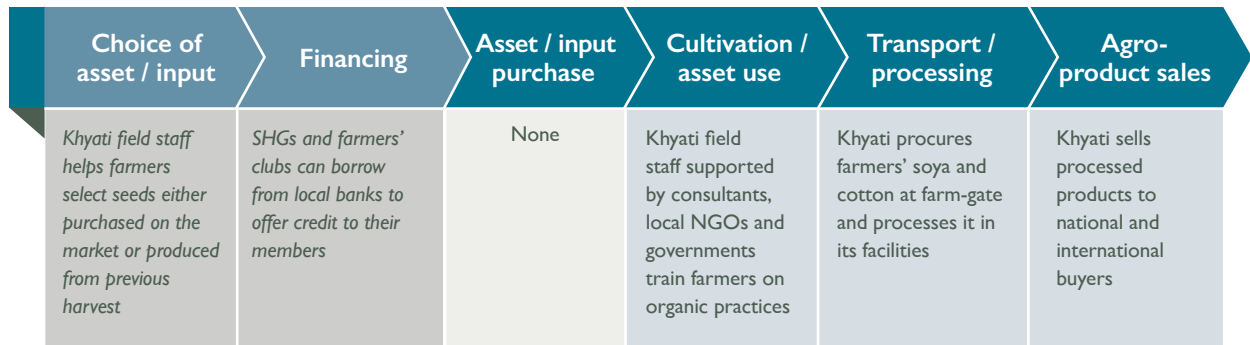 Choice of
asset / input
Financing
Asset / input
purchase
Cultivation /
asset use
Transport /
processing
Agro-
product sales
Khyati field staff
helps farmers
select seeds either
purchased on the
market or produced
from previous
harvest
SHGs and farmers’
clubs can borrow
from local banks to
offer credit to their
members
None
Khyati field
staff supported
by consultants,
local NGOs and
governments
train farmers on
organic practices
Khyati procures
farmers’ soya and
cotton at farm-gate
and processes it in
its facilities
Khyati sells
processed
products to
national and
international
buyers